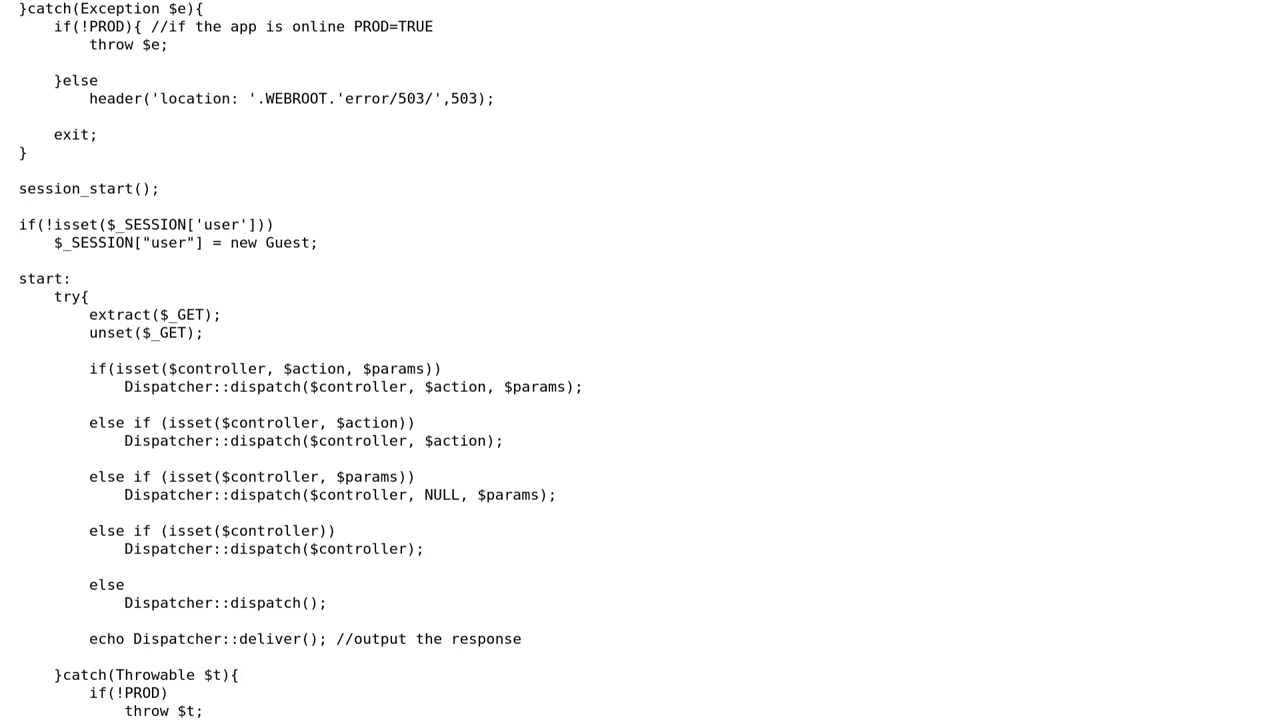 }catch(Exception $e){
    if(!PROD){ //if the app is online PROD=TRUE
        throw $e;

    }else
        header('location: '.WEBROOT.'error/503/',503);

    exit;
}

session_start();

if(!isset($_SESSION['user']))
    $_SESSION["user"] = new Guest;

start:
    try{
        extract($_GET);
        unset($_GET);

        if(isset($controller, $action, $params))
            Dispatcher::dispatch($controller, $action, $params);

        else if (isset($controller, $action))
            Dispatcher::dispatch($controller, $action);

        else if (isset($controller, $params))
            Dispatcher::dispatch($controller, NULL, $params);

        else if (isset($controller))
            Dispatcher::dispatch($controller);

        else
            Dispatcher::dispatch();

        echo Dispatcher::deliver(); //output the response

    }catch(Throwable $t){
        if(!PROD)
            throw $t;